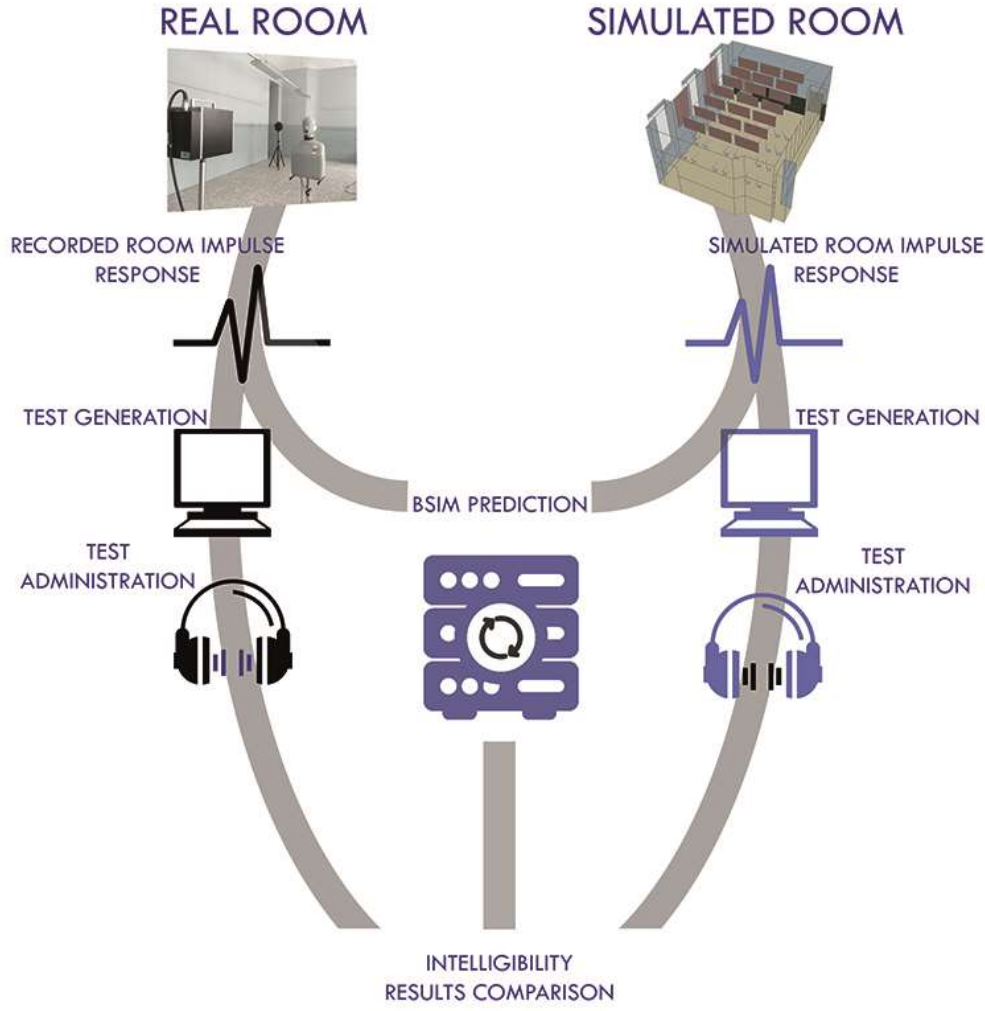 REAL ROOM
SIMULATED ROOM
RECORDED ROOM IMPULSE
RESPONSE
SIMULATED ROOM IMPULSE
RESPONSE
TEST GENERATION
TEST GENERATION
BSIM PREDICTION
TEST
ADMINISTRATION
TEST
ADMINISTRATION
INTELLIGIBILITY
RESULTS COMPARISON